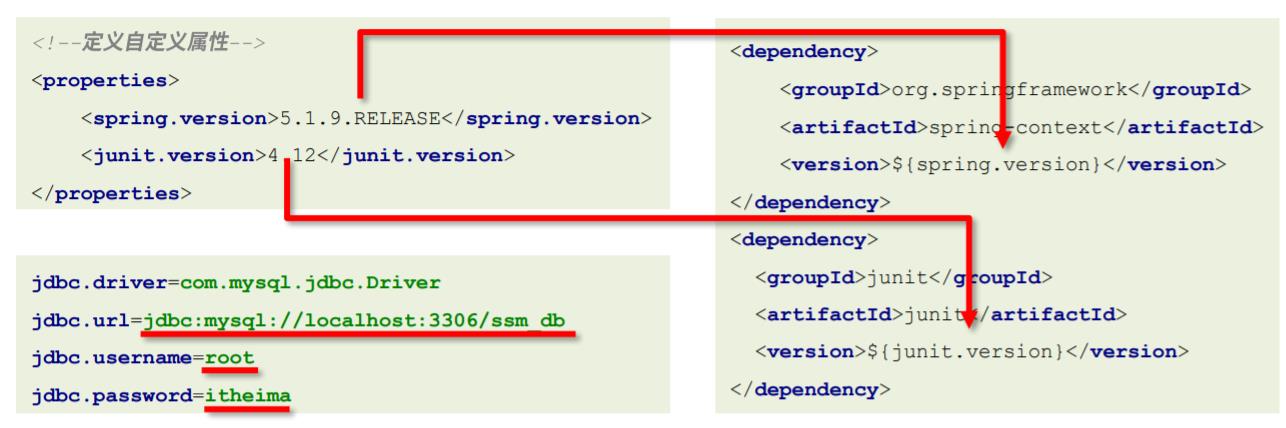 <!--定义自定义属性-->
<properties>
<spring.version>5.1.9.RELEASE</spring.version>
<junit.version>4.12</junit.version>
</properties>
jdbc.driver=com.mysql.jdbc.Driver
jdbc.url=jdbc:mysql://localhost:3306/ssm_db
jdbc.username=root
jdbc.password=itheima
<dependency>
<groupId>org.springframework</groupId>
<artifactId>spring-context</artifactId>
<version>${spring.version}</version>
</dependency>
<dependency>
<groupId>junit</groupId>
<artifactId>junit</artifactId>
<version>${junit.version}</version>
</dependency>